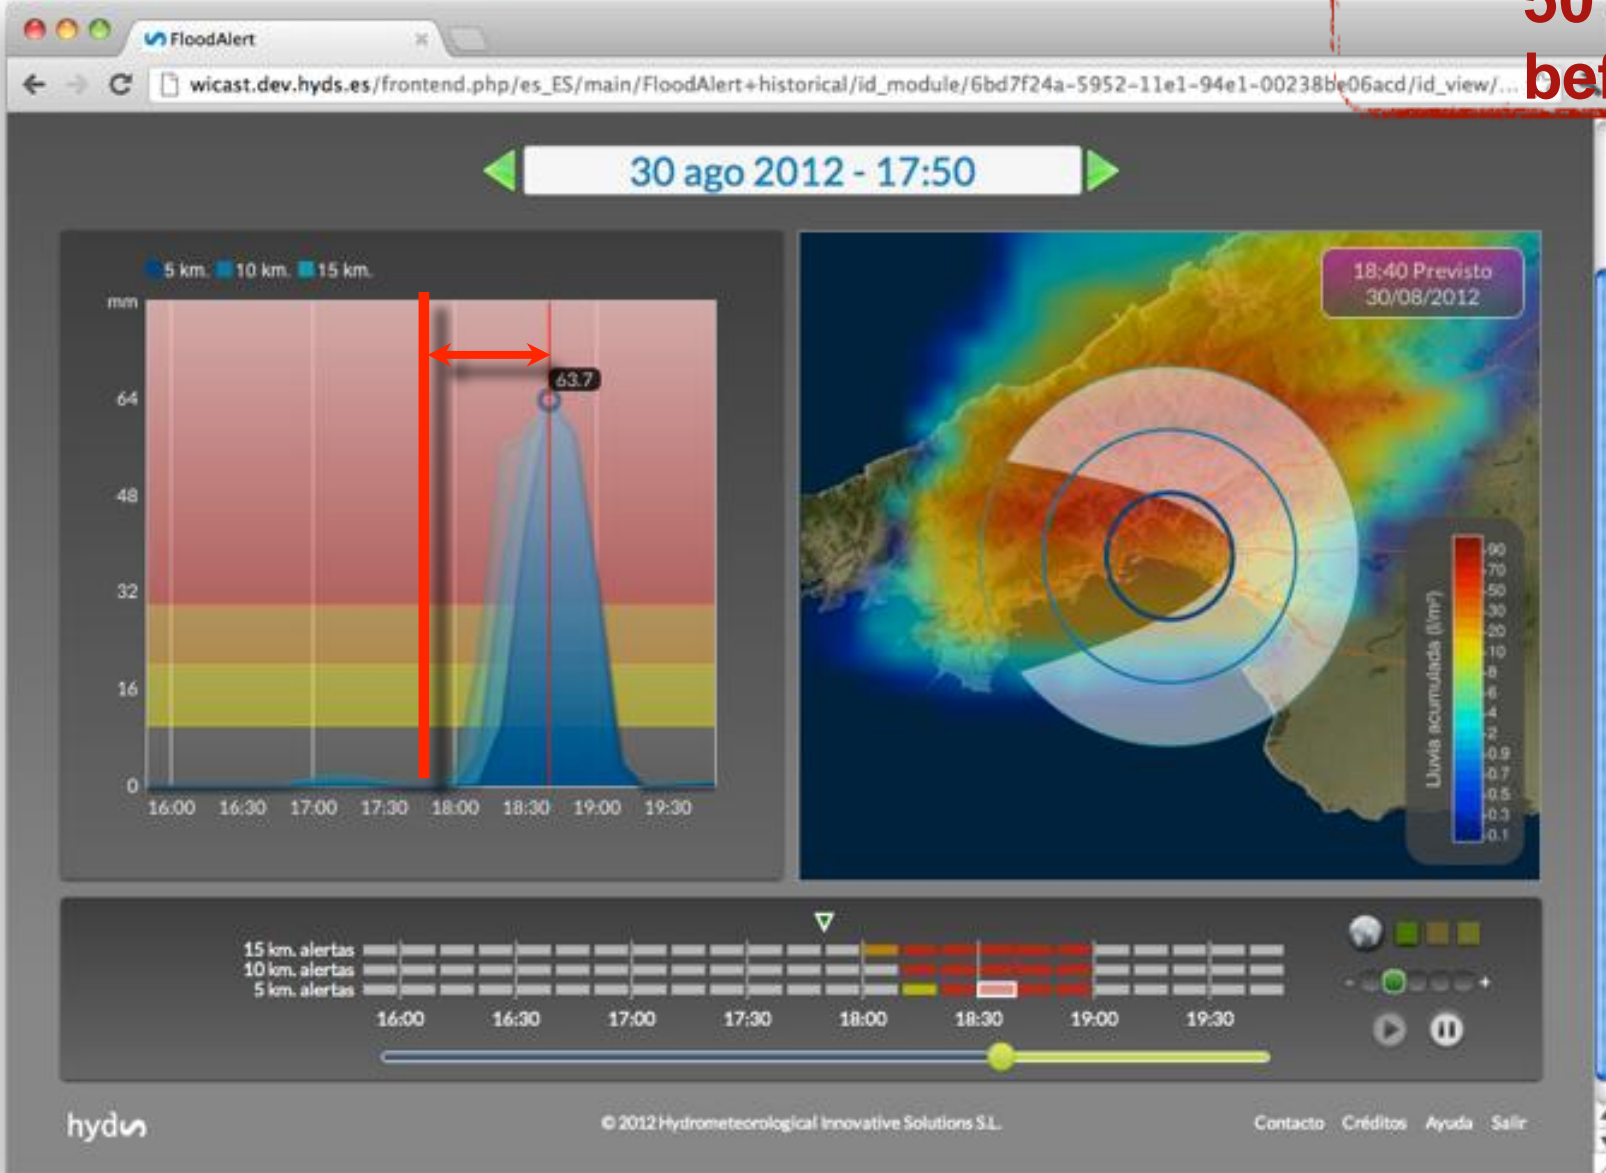 50
bef
FloodAlert
wicast.dev.hyds.es/frontend.php/es_ES/main/FloodAlert+historical/id_module/6bd7f24a-5952-11e1-94e1-00238be06acd/id_view/...
30 ago 2012 - 17:50
5 km. 10 km. 15 km.
mm
63.7
64
48
32
16
0
16:00 16:30 17:00 17:30 18:00 18:30 19:00 19:30
18:40 Previsto
30/08/2012
Lluvia acumulada (l/m²)
90
70
50
30
20
10
8
6
4
2
0.9
0.7
0.5
0.3
0.1
15 km. alertas
10 km. alertas
5 km. alertas
16:00 16:30 17:00 17:30 18:00 18:30 19:00 19:30
- +
hyds
© 2012 Hydrometeorological Innovative Solutions S.L.
Contacto Créditos Ayuda Salir